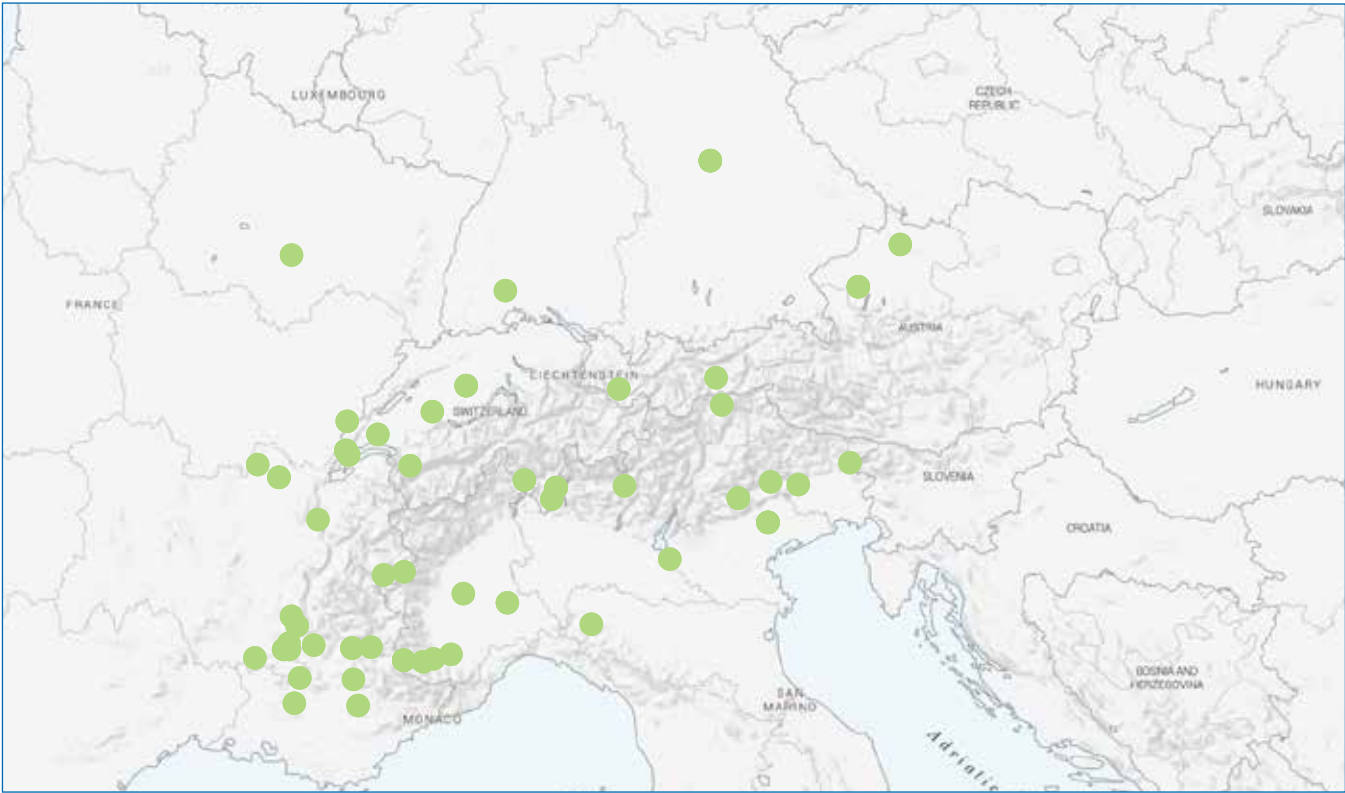 LUXEMBOURG
CZECH
REPUBLIC
SLOVAKIA
FRANCE
AUSTRIA
LIECHTENSTEIN
HUNGARY
SWITZERLAND
SLOVENIA
CROATIA
BOSNIA AND
HERZEGOVINA
SAN
MARINO
MONACO
Adriatic